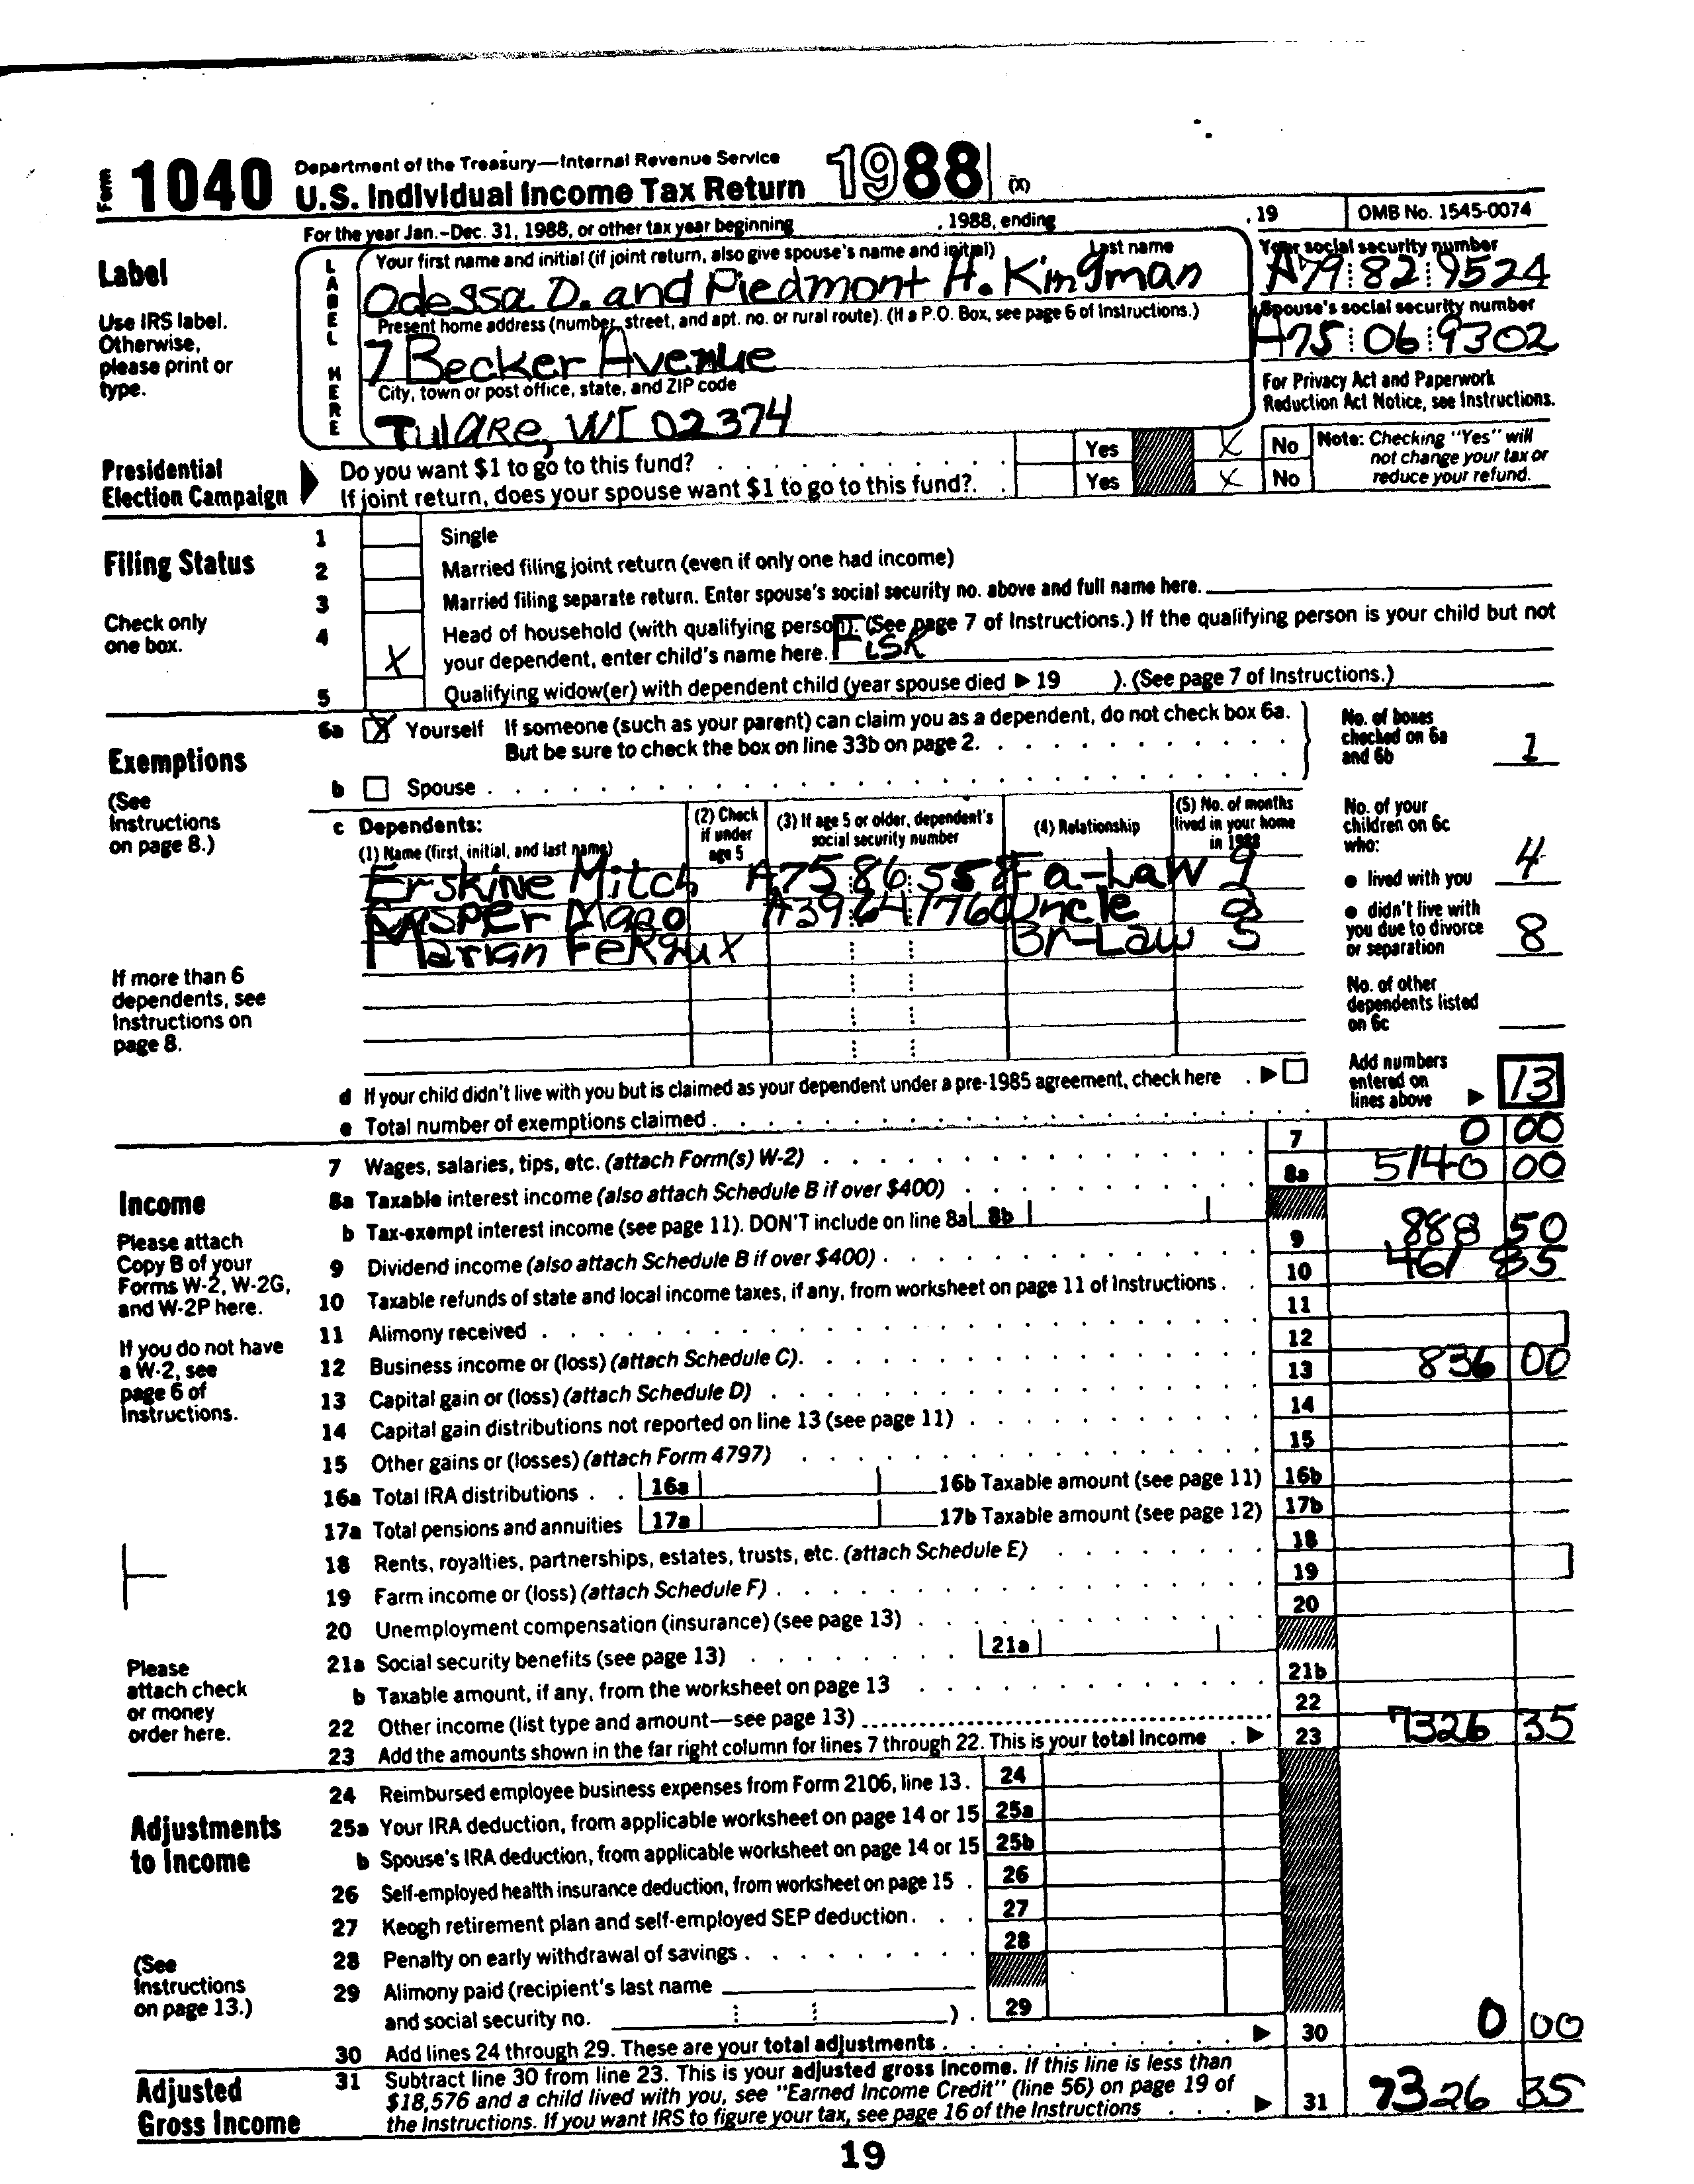 Form 1040 Department of the Treasury—Internal Revenue Service
U.S. Individual Income Tax Return 1988 (X)
For the year Jan.–Dec. 31, 1988, or other tax year beginning , 1988, ending , 19 OMB No. 1545-0074
Label
Use IRS label. Otherwise, please print or type.
LABEL HERE
Your first name and initial (if joint return, also give spouse's name and initial) Last name
Odessa D. and Piedmont H. Kingman
Your social security number
A79 82 9524
Present home address (number, street, and apt. no. or rural route). (If a P.O. Box, see page 6 of Instructions.)
7 Becker Avenue
Spouse's social security number
A75 06 9302
City, town or post office, state, and ZIP code
Tulare, WI 02374
For Privacy Act and Paperwork Reduction Act Notice, see Instructions.
Presidential Election Campaign
Do you want $1 to go to this fund? Yes X No
If joint return, does your spouse want $1 to go to this fund?. Yes X No
Note: Checking "Yes" will not change your tax or reduce your refund.
Filing Status
Check only one box.
1 Single
2 Married filing joint return (even if only one had income)
3 Married filing separate return. Enter spouse's social security no. above and full name here.
4 Head of household (with qualifying person). (See page 7 of Instructions.) If the qualifying person is your child but not
X your dependent, enter child's name here. Fisk
5 Qualifying widow(er) with dependent child (year spouse died ▶ 19 ). (See page 7 of Instructions.)
Exemptions
(See Instructions on page 8.)
6a X Yourself If someone (such as your parent) can claim you as a dependent, do not check box 6a.
But be sure to check the box on line 33b on page 2.
b Spouse
No. of boxes checked on 6a and 6b 1
c Dependents:
(1) Name (first, initial, and last name)
(2) Check if under age 5
(3) If age 5 or older, dependent's social security number
(4) Relationship
(5) No. of months lived in your home in 1988
Erskine Mitch A75 86 558 Fa-Law 9
Mago A39 64 1760 Uncle
Marian Br-Law 5
No. of your children on 6c who:
● lived with you 4
● didn't live with you due to divorce or separation 8
No. of other dependents listed on 6c
If more than 6 dependents, see Instructions on page 8.
d If your child didn't live with you but is claimed as your dependent under a pre-1985 agreement, check here . ▶
e Total number of exemptions claimed
Add numbers entered on lines above ▶ 13
Income
Please attach Copy B of your Forms W-2, W-2G, and W-2P here.
If you do not have a W-2, see page 6 of Instructions.
7 Wages, salaries, tips, etc. (attach Form(s) W-2) 7 0 00
8a Taxable interest income (also attach Schedule B if over $400) 8a 5140 00
b Tax-exempt interest income (see page 11). DON'T include on line 8a 8b
9 Dividend income (also attach Schedule B if over $400) 9 888 50
10 Taxable refunds of state and local income taxes, if any, from worksheet on page 11 of Instructions 10 461 85
11 Alimony received 11
12 Business income or (loss) (attach Schedule C). 12
13 Capital gain or (loss) (attach Schedule D) 13 836 00
14 Capital gain distributions not reported on line 13 (see page 11) 14
15 Other gains or (losses) (attach Form 4797) 15
16a Total IRA distributions 16a 16b Taxable amount (see page 11) 16b
17a Total pensions and annuities 17a 17b Taxable amount (see page 12) 17b
18 Rents, royalties, partnerships, estates, trusts, etc. (attach Schedule E) 18
19 Farm income or (loss) (attach Schedule F) 19
20 Unemployment compensation (insurance) (see page 13) 20
21a Social security benefits (see page 13) 21a
b Taxable amount, if any, from the worksheet on page 13 21b
22 Other income (list type and amount—see page 13) 22
23 Add the amounts shown in the far right column for lines 7 through 22. This is your total income ▶ 23 7326 35
Please attach check or money order here.
Adjustments to Income
(See Instructions on page 13.)
24 Reimbursed employee business expenses from Form 2106, line 13. 24
25a Your IRA deduction, from applicable worksheet on page 14 or 15 25a
b Spouse's IRA deduction, from applicable worksheet on page 14 or 15 25b
26 Self-employed health insurance deduction, from worksheet on page 15 26
27 Keogh retirement plan and self-employed SEP deduction 27
28 Penalty on early withdrawal of savings 28
29 Alimony paid (recipient's last name
and social security no. ) 29
30 Add lines 24 through 29. These are your total adjustments ▶ 30 0 00
Adjusted Gross Income
31 Subtract line 30 from line 23. This is your adjusted gross income. If this line is less than
$18,576 and a child lived with you, see "Earned Income Credit" (line 56) on page 19 of
the Instructions. If you want IRS to figure your tax, see page 16 of the Instructions ▶ 31 7326 35
19